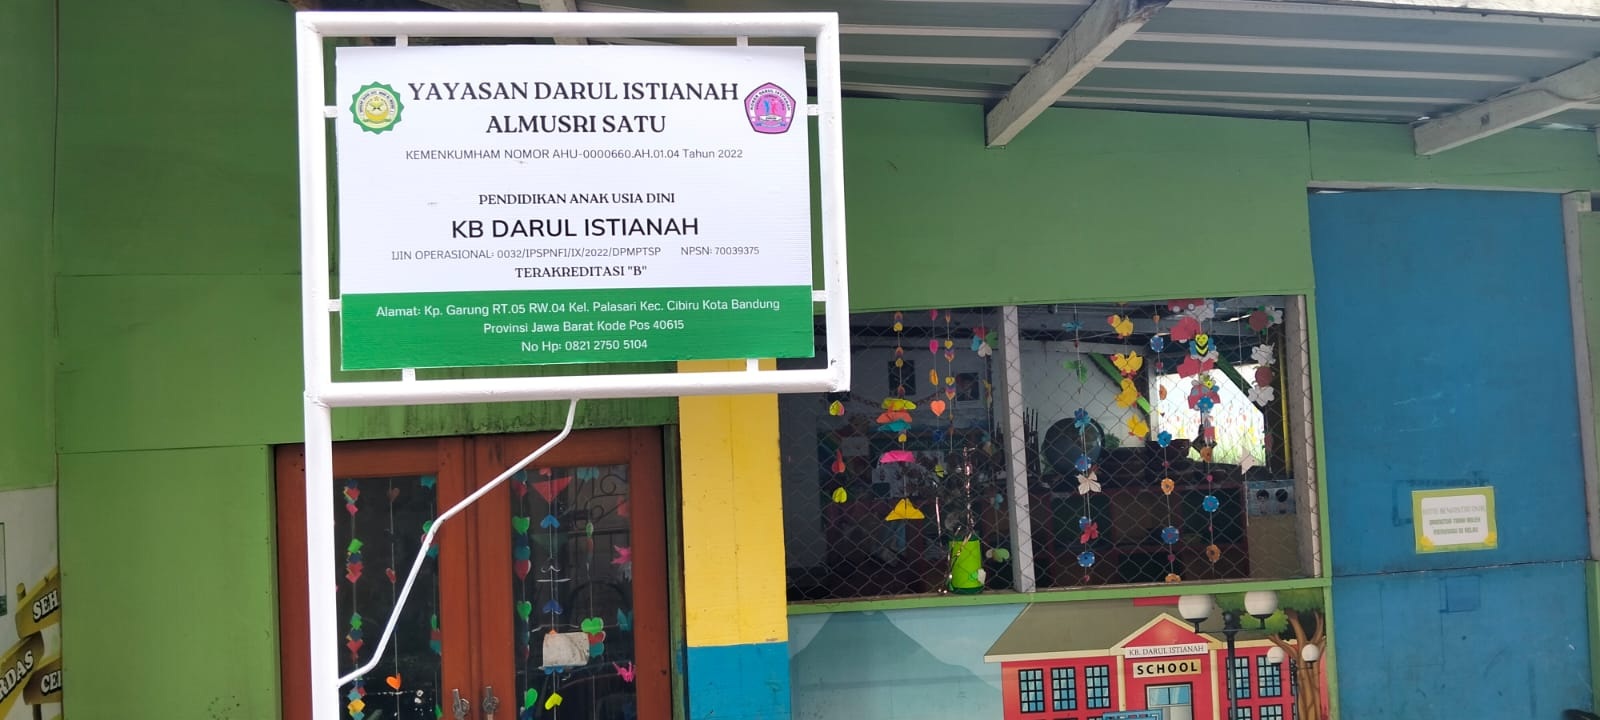 YAYASAN DARUL ISTIANAH
ALMUSRI SATU
KEMENKUMHAM NOMOR AHU-0000660.AH.01.04 Tahun 2022
PENDIDIKAN ANAK USIA DINI
KB DARUL ISTIANAH
IJIN OPERASIONAL: 0032/IPSPNFI/IX/2022/DPMPTSP NPSN: 70039375
TERAKREDITASI "B"
Alamat: Kp. Garung RT.05 RW.04 Kel. Palasari Kec. Cibiru Kota Bandung
Provinsi Jawa Barat Kode Pos 40615
No Hp: 0821 2750 5104
KB. DARUL ISTIANAH
SCHOOL
SEH
RDAS
CE